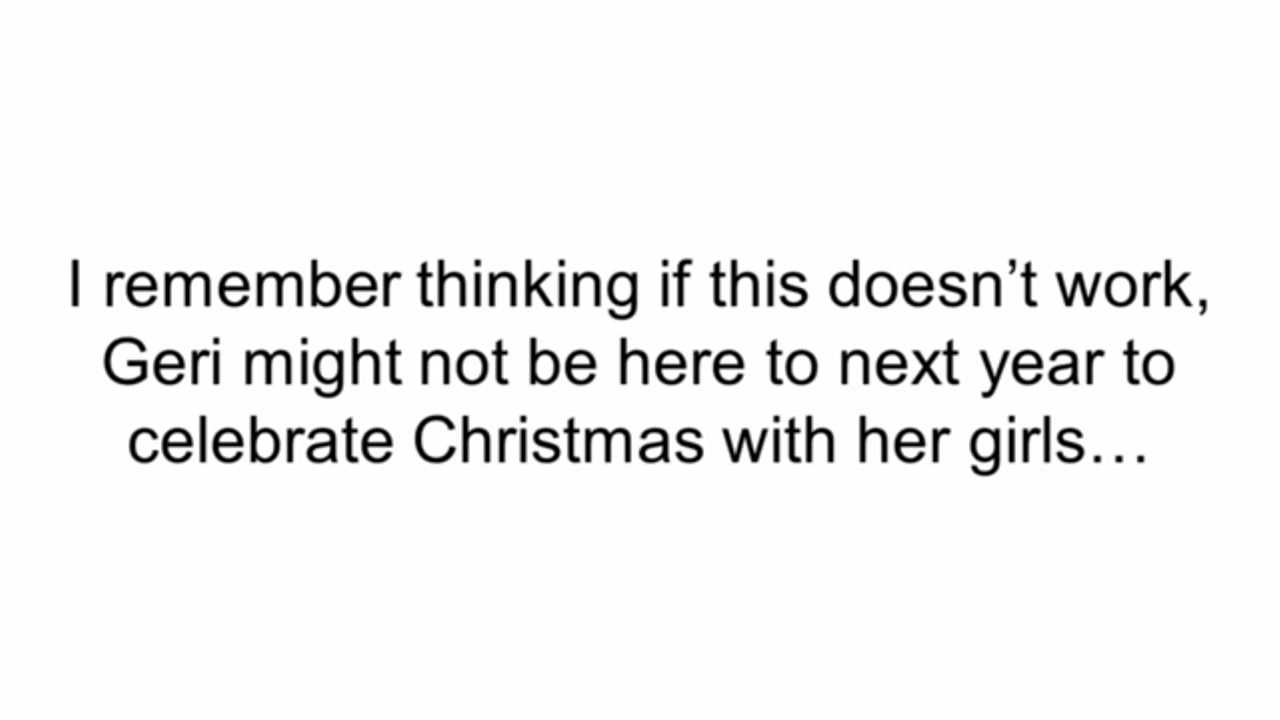 I remember thinking if this doesn’t work,
Geri might not be here to next year to
celebrate Christmas with her girls…